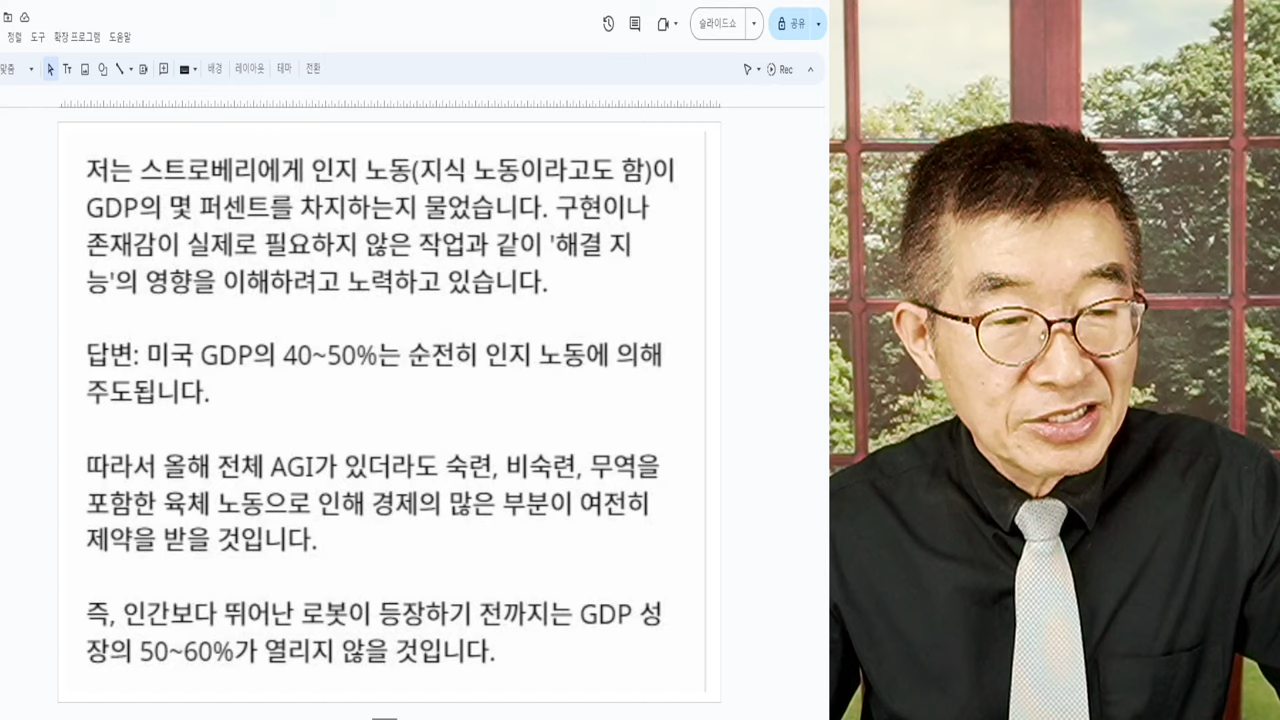 슬라이드쇼
공유
정렬 도구 확장 프로그램 도움말
맞춤
배경 레이아웃 테마 전환
Rec
저는 스트로베리에게 인지 노동(지식 노동이라고도 함)이
GDP의 몇 퍼센트를 차지하는지 물었습니다. 구현이나
존재감이 실제로 필요하지 않은 작업과 같이 '해결 지
능'의 영향을 이해하려고 노력하고 있습니다.
답변: 미국 GDP의 40~50%는 순전히 인지 노동에 의해
주도됩니다.
따라서 올해 전체 AGI가 있더라도 숙련, 비숙련, 무역을
포함한 육체 노동으로 인해 경제의 많은 부분이 여전히
제약을 받을 것입니다.
즉, 인간보다 뛰어난 로봇이 등장하기 전까지는 GDP 성
장의 50~60%가 열리지 않을 것입니다.